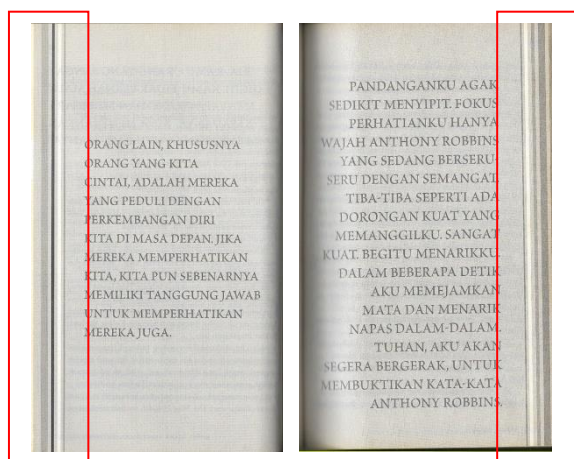 ORANG LAIN, KHUSUSNYA
ORANG YANG KITA
CINTAI, ADALAH MEREKA
YANG PEDULI DENGAN
PERKEMBANGAN DIRI
KITA DI MASA DEPAN. JIKA
MEREKA MEMPERHATIKAN
KITA, KITA PUN SEBENARNYA
MEMILIKI TANGGUNG JAWAB
UNTUK MEMPERHATIKAN
MEREKA JUGA.
PANDANGANKU AGAK
SEDIKIT MENYIPIT. FOKUS
PERHATIANKU HANYA
WAJAH ANTHONY ROBBINS
YANG SEDANG BERSERU-
SERU DENGAN SEMANGAT.
TIBA-TIBA SEPERTI ADA
DORONGAN KUAT YANG
MEMANGGILKU. SANGAT
KUAT. BEGITU MENARIKKU.
DALAM BEBERAPA DETIK
AKU MEMEJAMKAN
MATA DAN MENARIK
NAPAS DALAM-DALAM.
TUHAN, AKU AKAN
SEGERA BERGERAK, UNTUK
MEMBUKTIKAN KATA-KATA
ANTHONY ROBBINS.